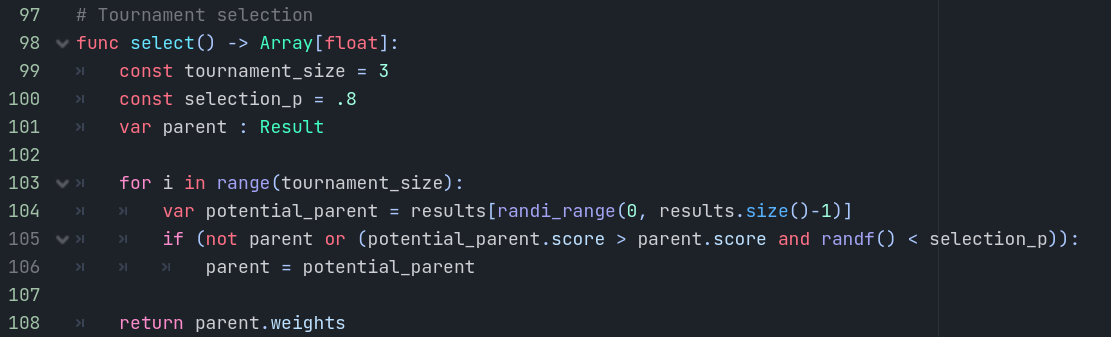 97 # Tournament selection
98 func select() -> Array[float]:
99 const tournament_size = 3
100 const selection_p = .8
101 var parent : Result
102
103 for i in range(tournament_size):
104 var potential_parent = results[randi_range(0, results.size()-1)]
105 if (not parent or (potential_parent.score > parent.score and randf() < selection_p)):
106 parent = potential_parent
107
108 return parent.weights